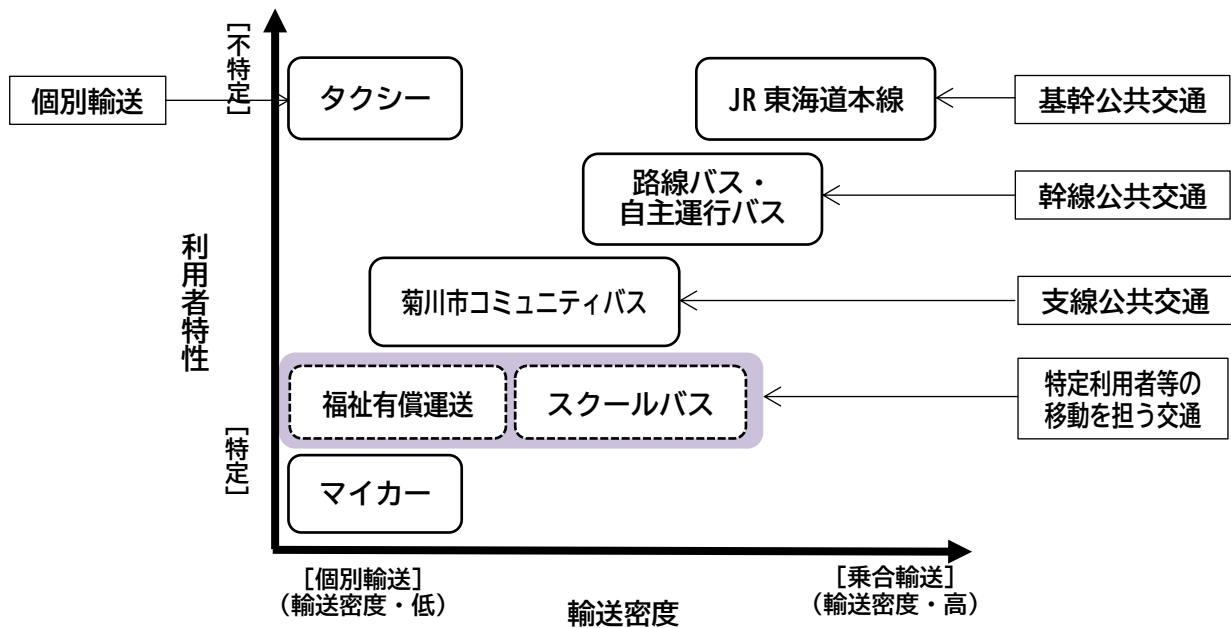 [不特定]
個別輸送
タクシー
JR 東海道本線
基幹公共交通
路線バス・
自主運行バス
幹線公共交通
利用者特性
菊川市コミュニティバス
支線公共交通
福祉有償運送
スクールバス
特定利用者等の
移動を担う交通
[特定]
マイカー
[個別輸送]
(輸送密度・低)
輸送密度
[乗合輸送]
(輸送密度・高)